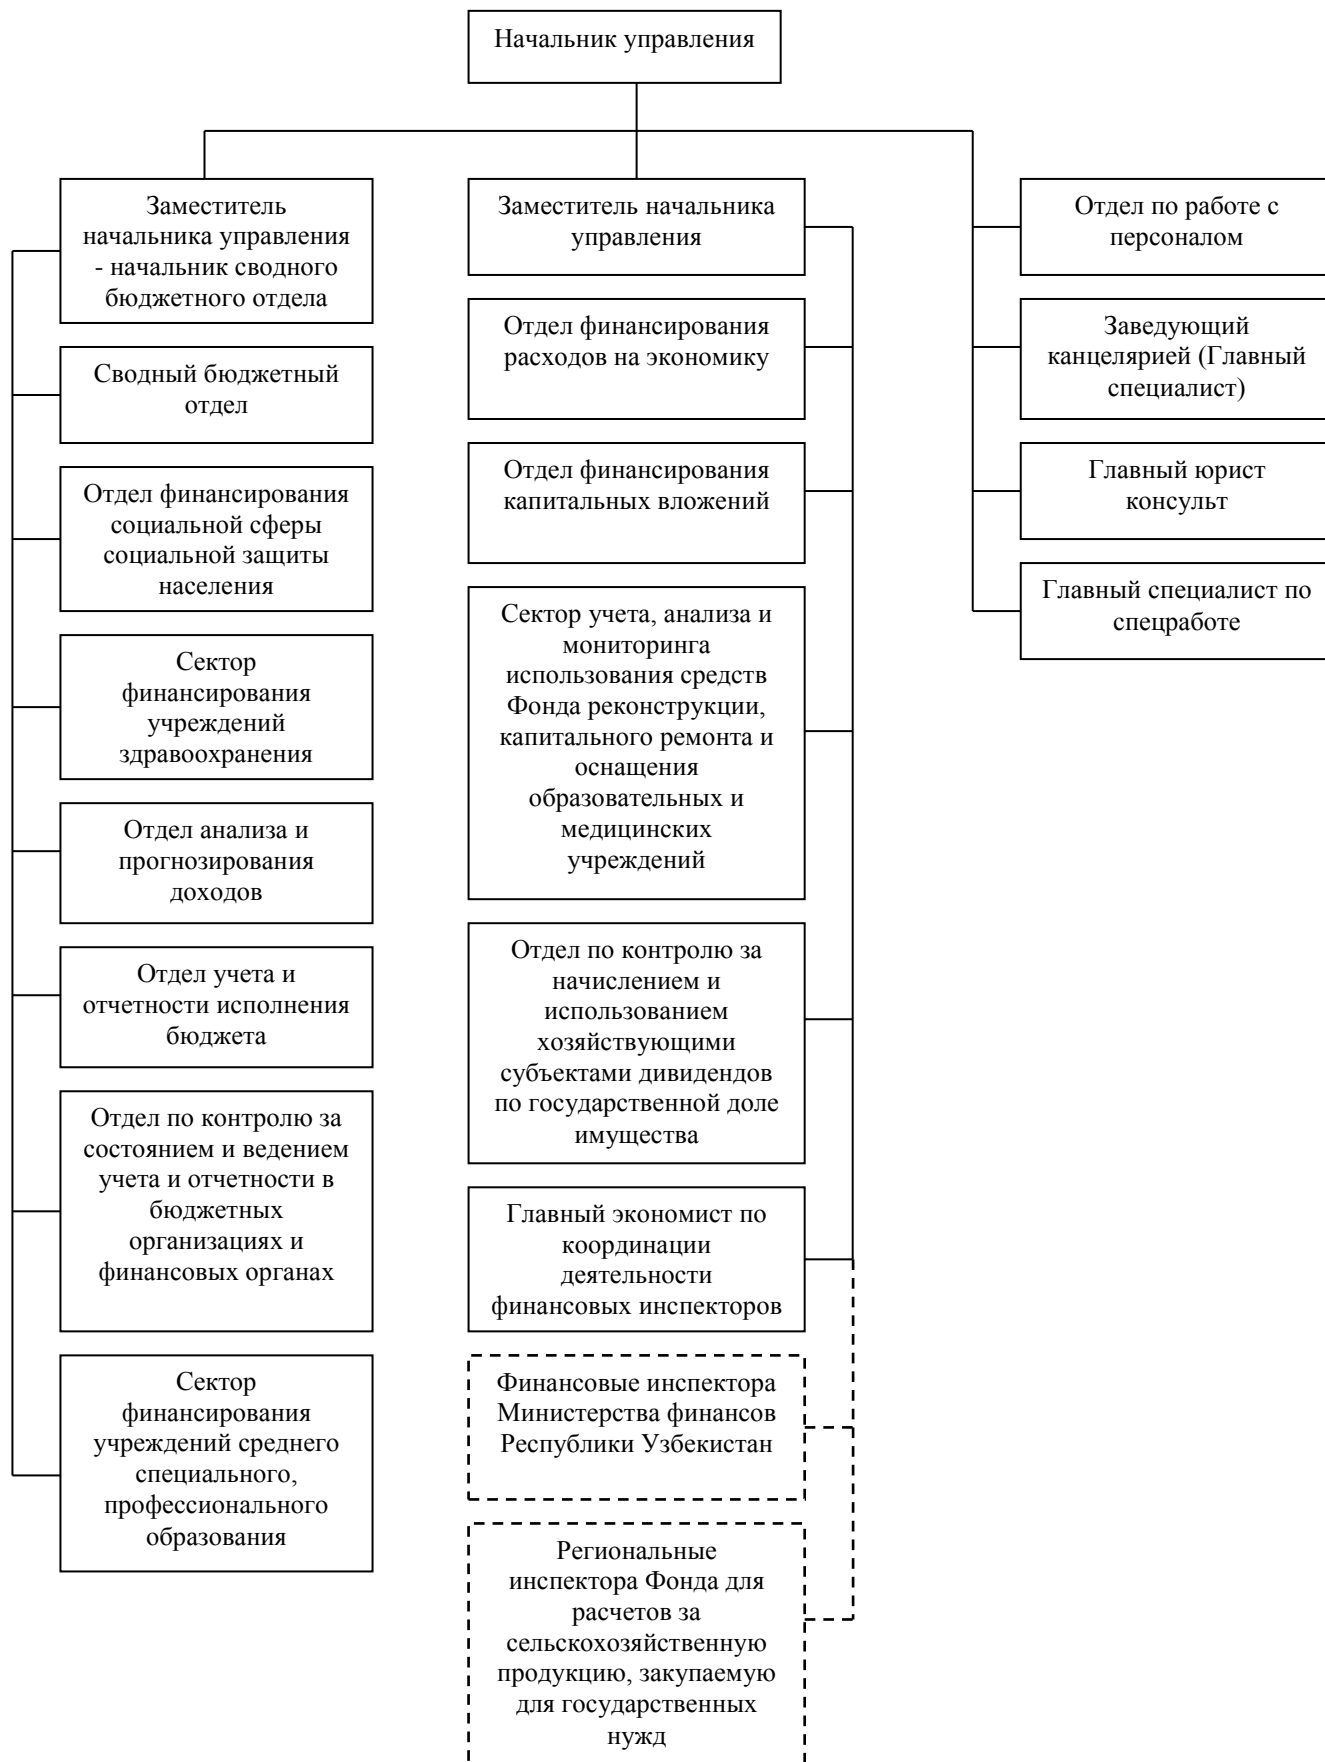 Начальник управления
Заместитель
начальника управления
- начальник сводного
бюджетного отдела
Сводный бюджетный
отдел
Отдел финансирования
социальной сферы
социальной защиты
населения
Сектор
финансирования
учреждений
здравоохранения
Отдел анализа и
прогнозирования
доходов
Отдел учета и
отчетности исполнения
бюджета
Отдел по контролю за
состоянием и ведением
учета и отчетности в
бюджетных
организациях и
финансовых органах
Сектор
финансирования
учреждений среднего
специального,
профессионального
образования
Заместитель начальника
управления
Отдел финансирования
расходов на экономику
Отдел финансирования
капитальных вложений
Сектор учета, анализа и
мониторинга
использования средств
Фонда реконструкции,
капитального ремонта и
оснащения
образовательных и
медицинских
учреждений
Отдел по контролю за
начислением и
использованием
хозяйствующими
субъектами дивидендов
по государственной доле
имущества
Главный экономист по
координации
деятельности
финансовых инспекторов
Финансовые инспектора
Министерства финансов
Республики Узбекистан
Региональные
инспектора Фонда для
расчетов за
сельскохозяйственную
продукцию, закупаемую
для государственных
нужд
Отдел по работе с
персоналом
Заведующий
канцелярией (Главный
специалист)
Главный юрист
консульт
Главный специалист по
спецработе